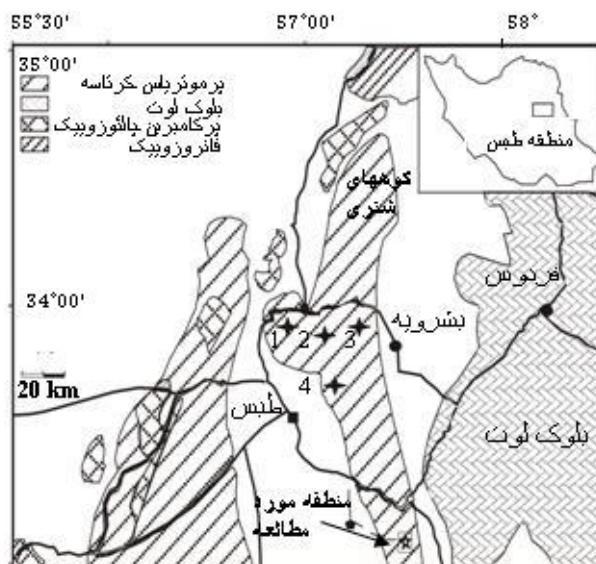 55°30'
57°00'
58°
35°00'
پرموتریاس کرتاسه
بلوک لوت
پرکامبرین پالئوزوییک
فانروزوییک
منطقه طبس
کوههای
شتری
فردوس
34°00'
بشرویه
1 2 3
4
20 km
طبس
بلوک لوت
منطقه مورد
مطالعه